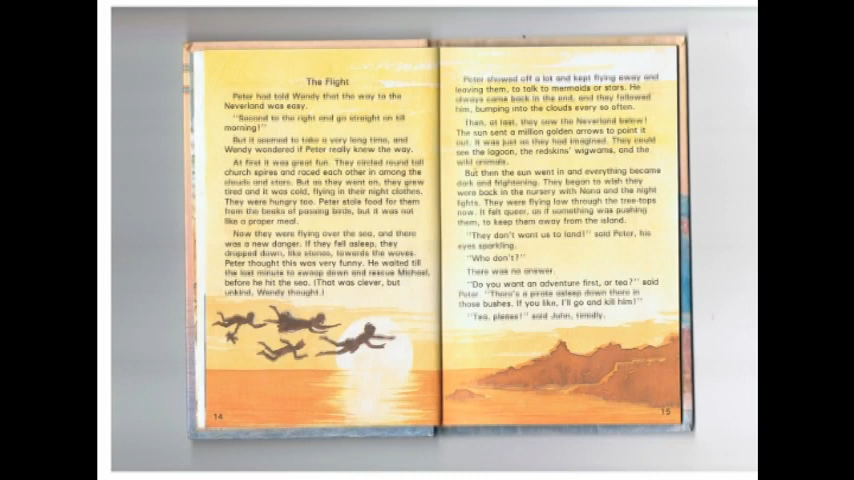 The Flight
Peter had told Wendy that the way to the
Neverland was easy.
"Second to the right and go straight on till
morning!"
But it seemed to take a very long time, and
Wendy wondered if Peter really knew the way.
At first it was great fun. They circled round tall
church spires and raced each other in among the
clouds and stars. But as they went on, they grew
tired and it was cold, flying in their night clothes.
They were hungry too. Peter stole food for them
from the beaks of passing birds, but it was not
like a proper meal.
Now they were flying over the sea, and there
was a new danger. If they fell asleep, they
dropped down, like stones, towards the waves.
Peter thought this was very funny. He waited till
the last minute to swoop down and rescue Michael,
before he hit the sea. (That was clever, but
unkind, Wendy thought.)
14
Peter showed off a lot and kept flying away and
leaving them, to talk to mermaids or stars. He
always came back in the end, and they followed
him, bumping into the clouds every so often.
Then, at last, they saw the Neverland below!
The sun sent a million golden arrows to point it
out. It was just as they had imagined. They could
see the lagoon, the redskins' wigwams, and the
wild animals.
But then the sun went in and everything became
dark and frightening. They began to wish they
were back in the nursery with Nana and the night
lights. They were flying low through the tree-tops
now. It felt queer, as if something was pushing
them, to keep them away from the island.
"They don't want us to land!" said Peter, his
eyes sparkling.
"Who don't?"
There was no answer.
"Do you want an adventure first, or tea?" said
Peter. "There's a pirate asleep down there in
those bushes. If you like, I'll go and kill him!"
"Tea, please!" said John, timidly.
15